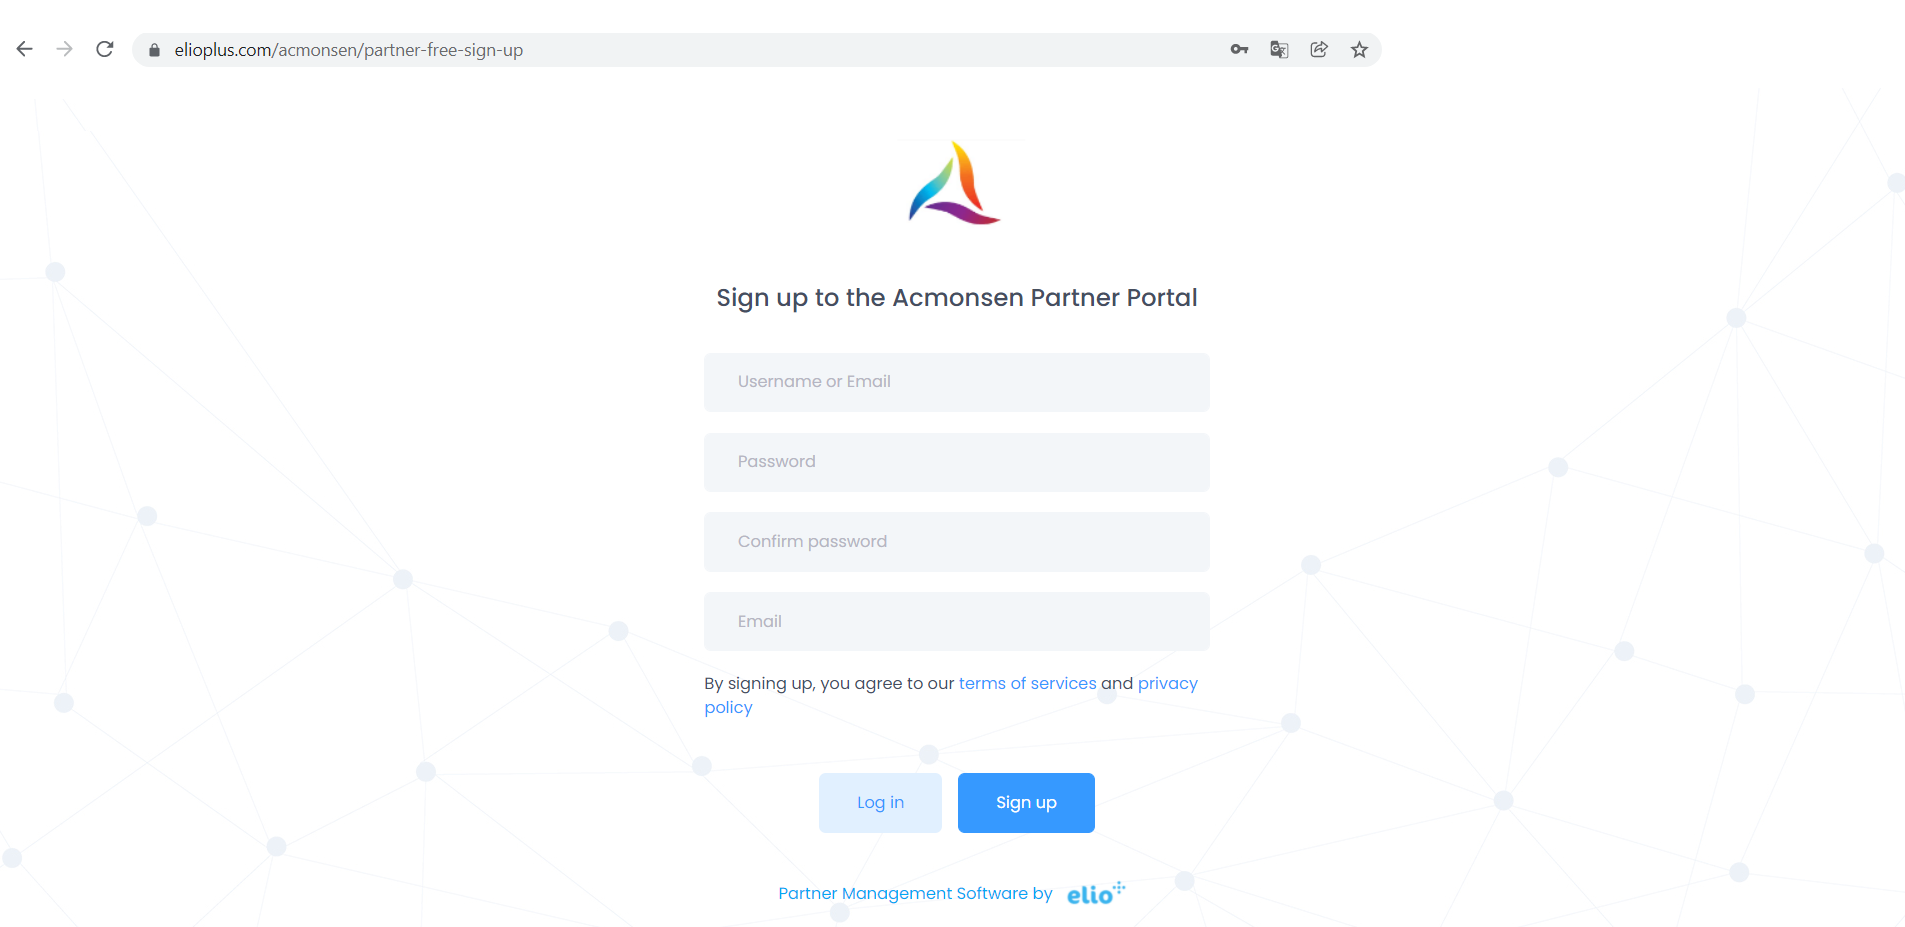 elioplus.com/acmonsen/partner-free-sign-up
Sign up to the Acmonsen Partner Portal
Username or Email
Password
Confirm password
Email
By signing up, you agree to our terms of services and privacy
policy
Log in
Sign up
Partner Management Software by elio